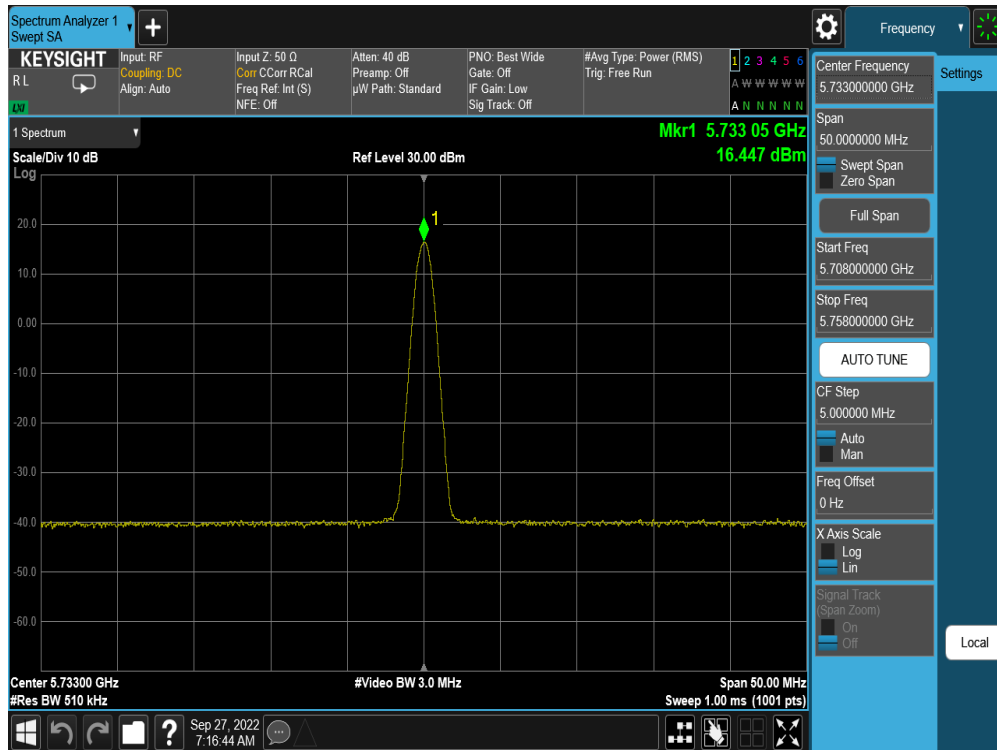 Spectrum Analyzer 1
Swept SA
+
Frequency
KEYSIGHT
R L
LXI
Input: RF
Coupling: DC
Align: Auto
Input Z: 50 Ω
Corr CCorr RCal
Freq Ref: Int (S)
NFE: Off
Atten: 40 dB
Preamp: Off
µW Path: Standard
PNO: Best Wide
Gate: Off
IF Gain: Low
Sig Track: Off
#Avg Type: Power (RMS)
Trig: Free Run
1 2 3 4 5 6
A W W W W W
A N N N N N
1 Spectrum
Scale/Div 10 dB
Log
Ref Level 30.00 dBm
Mkr1 5.733 05 GHz
16.447 dBm
1
20.0
10.0
0.00
-10.0
-20.0
-30.0
-40.0
-50.0
-60.0
Center 5.73300 GHz
#Res BW 510 kHz
#Video BW 3.0 MHz
Span 50.00 MHz
Sweep 1.00 ms (1001 pts)
Center Frequency
5.733000000 GHz
Span
50.0000000 MHz
Swept Span
Zero Span
Full Span
Start Freq
5.708000000 GHz
Stop Freq
5.758000000 GHz
AUTO TUNE
CF Step
5.000000 MHz
Auto
Man
Freq Offset
0 Hz
X Axis Scale
Log
Lin
Signal Track
(Span Zoom)
On
Off
Settings
Local
?
Sep 27, 2022
7:16:44 AM